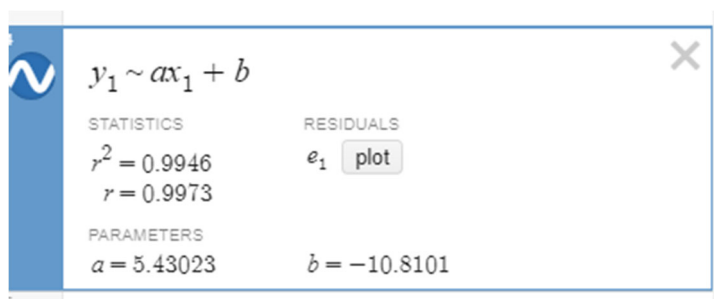 y₁ ~ ax₁ + b
STATISTICS RESIDUALS
r² = 0.9946 e₁ plot
r = 0.9973
PARAMETERS
a = 5.43023 b = −10.8101